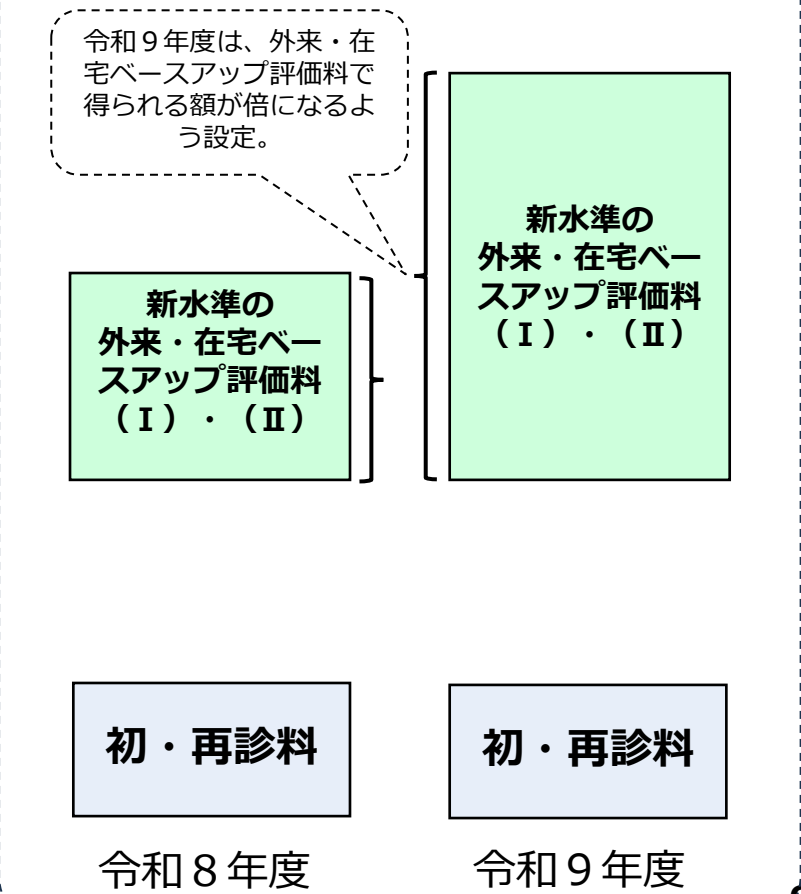 令和９年度は、外来・在
宅ベースアップ評価料で
得られる額が倍になるよ
う設定。
新水準の
外来・在宅ベー
スアップ評価料
（Ⅰ）・（Ⅱ）
新水準の
外来・在宅ベー
スアップ評価料
（Ⅰ）・（Ⅱ）
初・再診料
初・再診料
令和８年度
令和９年度